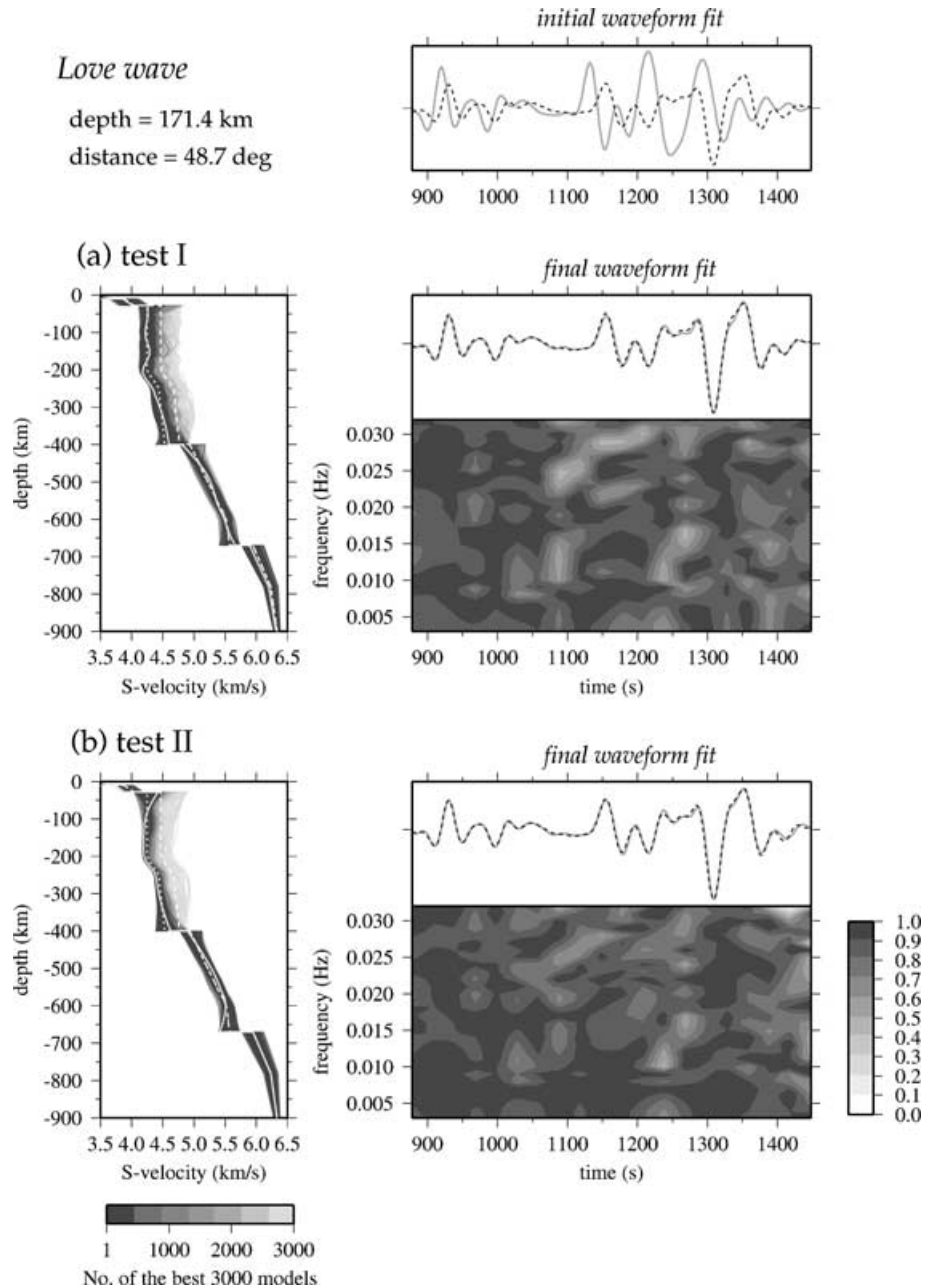 initial waveform fit
Love wave
depth = 171.4 km
distance = 48.7 deg
900 1000 1100 1200 1300 1400
(a) test I
final waveform fit
0
-100
-200
-300
-400
-500
-600
-700
-800
-900
depth (km)
3.5 4.0 4.5 5.0 5.5 6.0 6.5
S-velocity (km/s)
0.030
0.025
0.020
0.015
0.010
0.005
frequency (Hz)
900 1000 1100 1200 1300 1400
time (s)
(b) test II
final waveform fit
0
-100
-200
-300
-400
-500
-600
-700
-800
-900
depth (km)
3.5 4.0 4.5 5.0 5.5 6.0 6.5
S-velocity (km/s)
0.030
0.025
0.020
0.015
0.010
0.005
frequency (Hz)
900 1000 1100 1200 1300 1400
time (s)
1.0
0.9
0.8
0.7
0.6
0.5
0.4
0.3
0.2
0.1
0.0
1 1000 2000 3000
No. of the best 3000 models